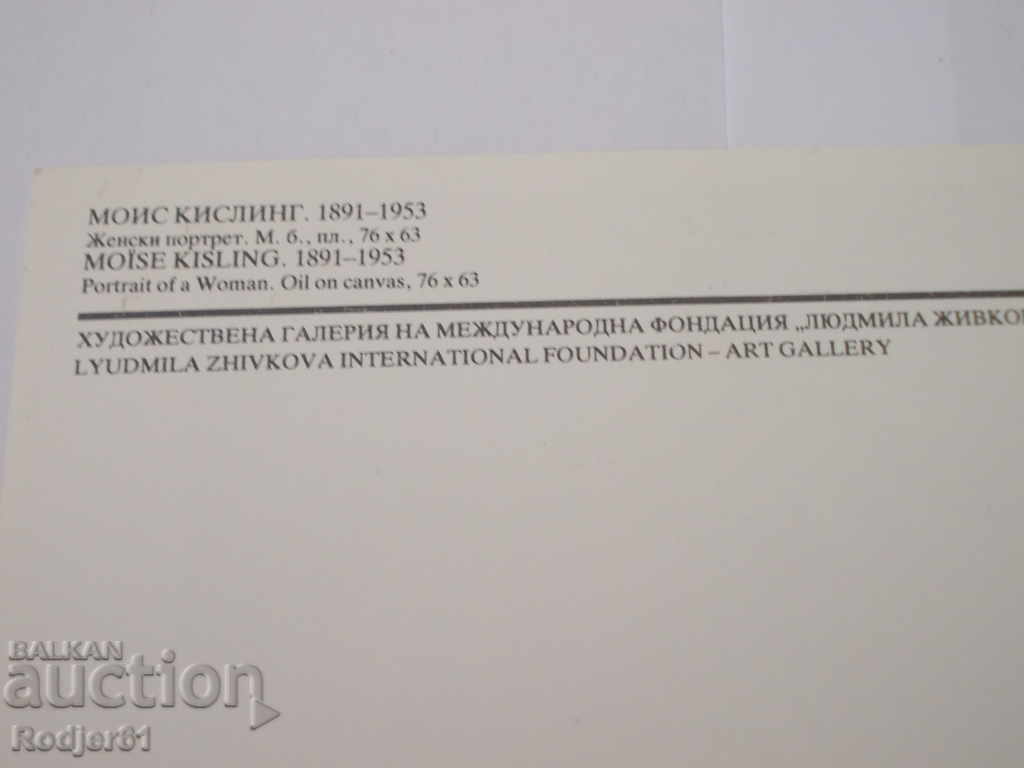 МОИС КИСЛИНГ. 1891–1953
Женски портрет. М. б., пл., 76 x 63
MOÏSE KISLING. 1891–1953
Portrait of a Woman. Oil on canvas, 76 x 63
ХУДОЖЕСТВЕНА ГАЛЕРИЯ НА МЕЖДУНАРОДНА ФОНДАЦИЯ „ЛЮДМИЛА
LYUDMILA ZHIVKOVA INTERNATIONAL FOUNDATION – ART GALLERY
BALKAN
auction
Rodjer61